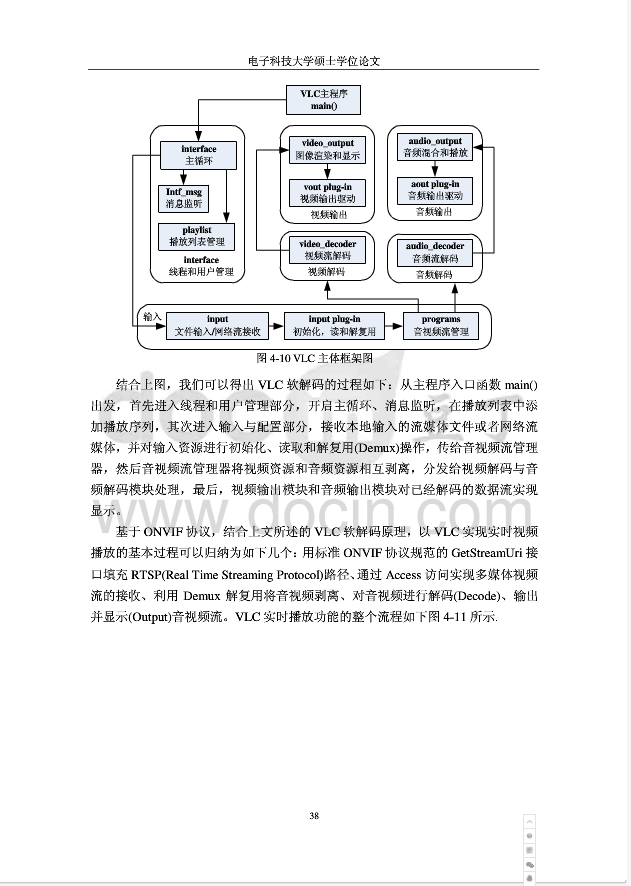 电子科技大学硕士学位论文
VLC主程序
main()
interface
主循环
Intf_msg
消息监听
playlist
播放列表管理
interface
线程和用户管理
video_output
图像渲染和显示
vout plug-in
视频输出驱动
视频输出
audio_output
音频混合和播放
aout plug-in
音频输出驱动
音频输出
video_decoder
视频流解码
视频解码
audio_decoder
音频流解码
音频解码
输入
input
文件输入/网络流接收
input plug-in
初始化，读和解复用
programs
音视频流管理
图 4-10 VLC 主体框架图
结合上图，我们可以得出 VLC 软解码的过程如下：从主程序入口函数 main()
出发，首先进入线程和用户管理部分，开启主循环、消息监听，在播放列表中添
加播放序列，其次进入输入与配置部分，接收本地输入的流媒体文件或者网络流
媒体，并对输入资源进行初始化、读取和解复用(Demux)操作，传给音视频流管理
器，然后音视频流管理器将视频资源和音频资源相互剥离，分发给视频解码与音
频解码模块处理，最后，视频输出模块和音频输出模块对已经解码的数据流实现
显示。
基于 ONVIF 协议，结合上文所述的 VLC 软解码原理，以 VLC 实现实时视频
播放的基本过程可以归纳为如下几个：用标准 ONVIF 协议规范的 GetStreamUri 接
口填充 RTSP(Real Time Streaming Protocol)路径、通过 Access 访问实现多媒体视频
流的接收、利用 Demux 解复用将音视频剥离、对音视频进行解码(Decode)、输出
并显示(Output)音视频流。VLC 实时播放功能的整个流程如下图 4-11 所示.
www.docin.com
38